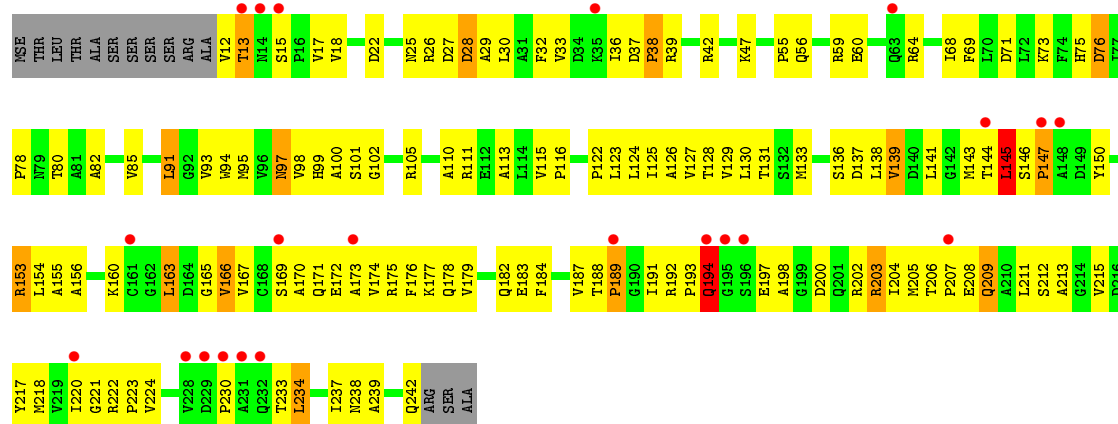 MSE THR LEU THR ALA SER SER SER SER ARG ALA V12 T13 N14 S15 P16 V17 V18 D22 N25 R26 D27 D28 A29 L30 A31 F32 V33 D34 K35 I36 D37 P38 R39 R42 K47 P55 Q56 R59 E60 Q63 R64 I68 F69 L70 D71 L72 K73 F74 H75 D76 I77
P78 N79 T80 A81 A82 V85 L91 G92 V93 W94 M95 V96 N97 V98 H99 A100 S101 G102 R105 A110 R111 E112 A113 L114 V115 P116 P122 L123 L124 I125 A126 V127 T128 V129 L130 T131 S132 M133 S136 D137 L138 V139 D140 L141 G142 M143 T144 L145 S146 P147 A148 D149 Y150
R153 L154 A155 A156 K160 C161 G162 L163 D164 G165 V166 V167 C168 S169 A170 Q171 E172 A173 V174 R175 F176 K177 Q178 V179 Q182 E183 F184 V187 T188 P189 G190 I191 R192 P193 Q194 G195 S196 E197 A198 G199 D200 Q201 R202 R203 I204 M205 T206 P207 E208 Q209 A210 L211 S212 A213 G214 V215 D216
Y217 M218 V219 I220 G221 R222 P223 V224 V228 D229 P230 A231 Q232 T233 L234 I237 N238 A239 Q242 ARG SER ALA